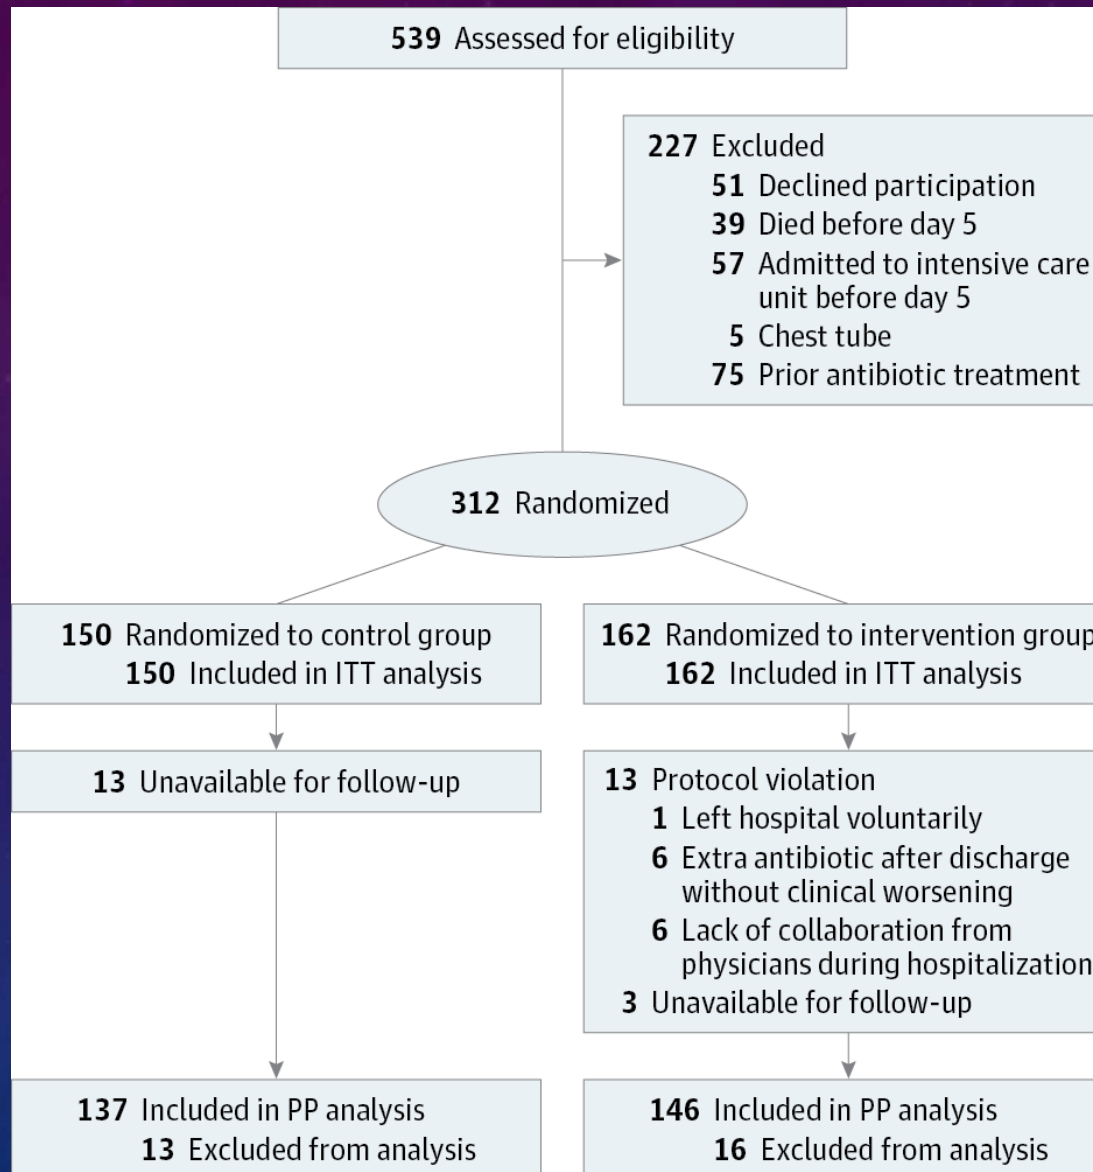 539 Assessed for eligibility
227 Excluded
51 Declined participation
39 Died before day 5
57 Admitted to intensive care
unit before day 5
5 Chest tube
75 Prior antibiotic treatment
312 Randomized
150 Randomized to control group
150 Included in ITT analysis
162 Randomized to intervention group
162 Included in ITT analysis
13 Unavailable for follow-up
13 Protocol violation
1 Left hospital voluntarily
6 Extra antibiotic after discharge
without clinical worsening
6 Lack of collaboration from
physicians during hospitalization
3 Unavailable for follow-up
137 Included in PP analysis
13 Excluded from analysis
146 Included in PP analysis
16 Excluded from analysis